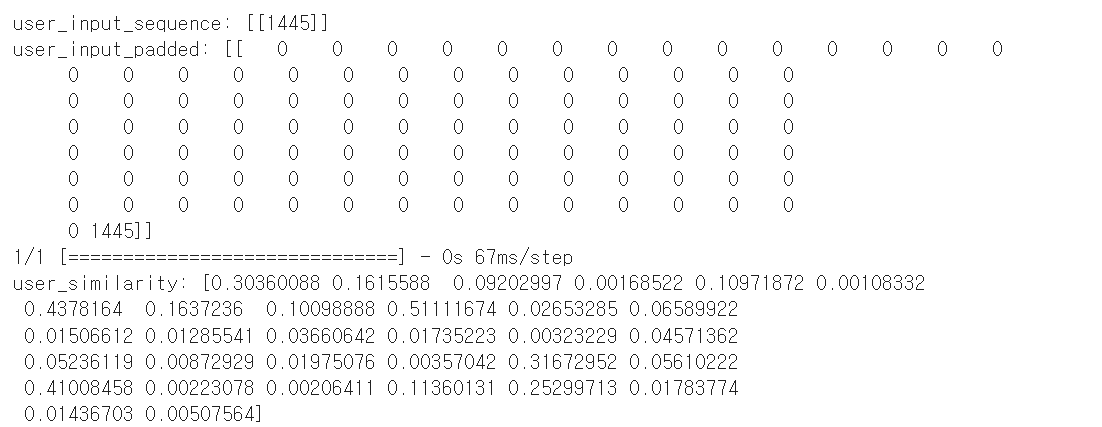 user_input_sequence: [[1445]]
user_input_padded: [[   0    0    0    0    0    0    0    0    0    0    0    0    0    0
     0    0    0    0    0    0    0    0    0    0    0    0    0    0
     0    0    0    0    0    0    0    0    0    0    0    0    0    0
     0    0    0    0    0    0    0    0    0    0    0    0    0    0
     0    0    0    0    0    0    0    0    0    0    0    0    0    0
     0    0    0    0    0    0    0    0    0    0    0    0    0    0
     0    0    0    0    0    0    0    0    0    0    0    0    0    0
     0 1445]]
1/1 [==============================] - 0s 67ms/step
user_similarity: [0.30360088 0.1615588  0.09202997 0.00168522 0.10971872 0.00108332
 0.4378164  0.1637236  0.10098888 0.51111674 0.02653285 0.06589922
 0.01506612 0.01285541 0.03660642 0.01735223 0.00323229 0.04571362
 0.05236119 0.00872929 0.01975076 0.00357042 0.31672952 0.05610222
 0.41008458 0.00223078 0.00206411 0.11360131 0.25299713 0.01783774
 0.01436703 0.00507564]